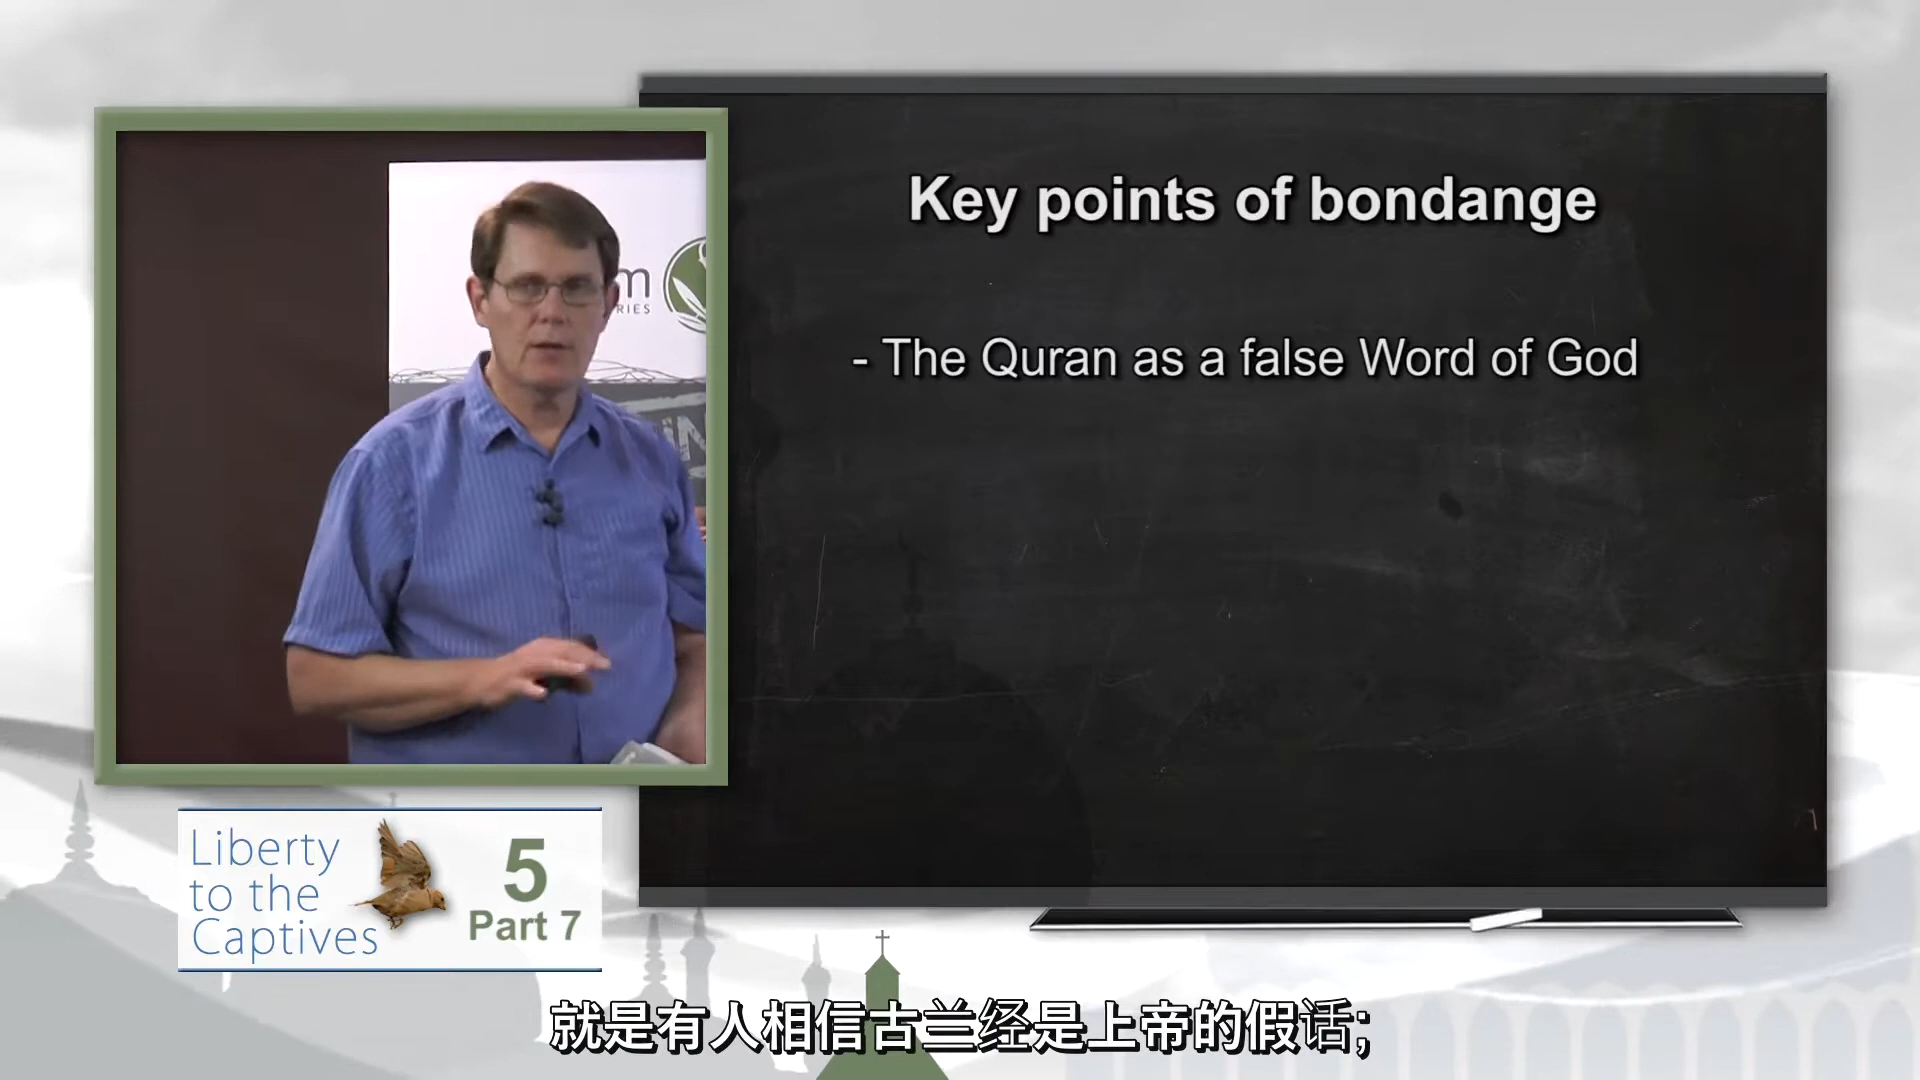 Key points of bondange
- The Quran as a false Word of God
m
RIES
Liberty
to the
Captives
5
Part 7
就是有人相信古兰经是上帝的假话;